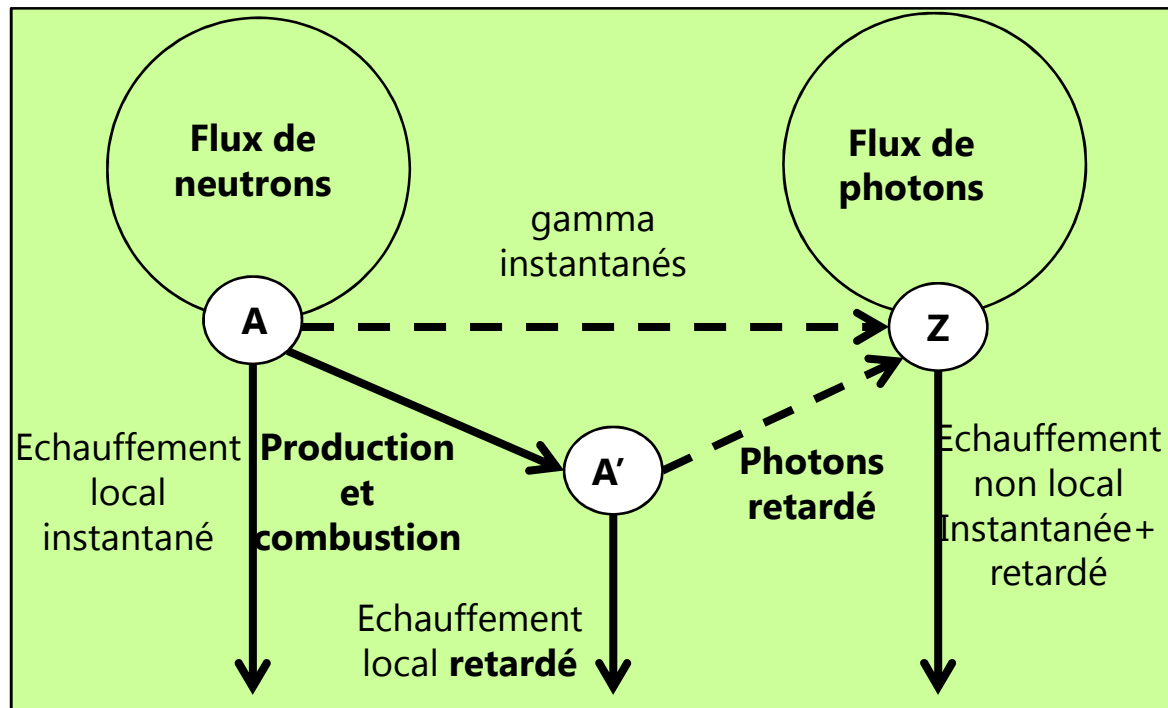 Flux de
neutrons
Flux de
photons
gamma
instantanés
A
Z
Echauffement
local
instantané
Production
et
combustion
A’
Photons
retardé
Echauffement
non local
Instantanée+
retardé
Echauffement
local retardé